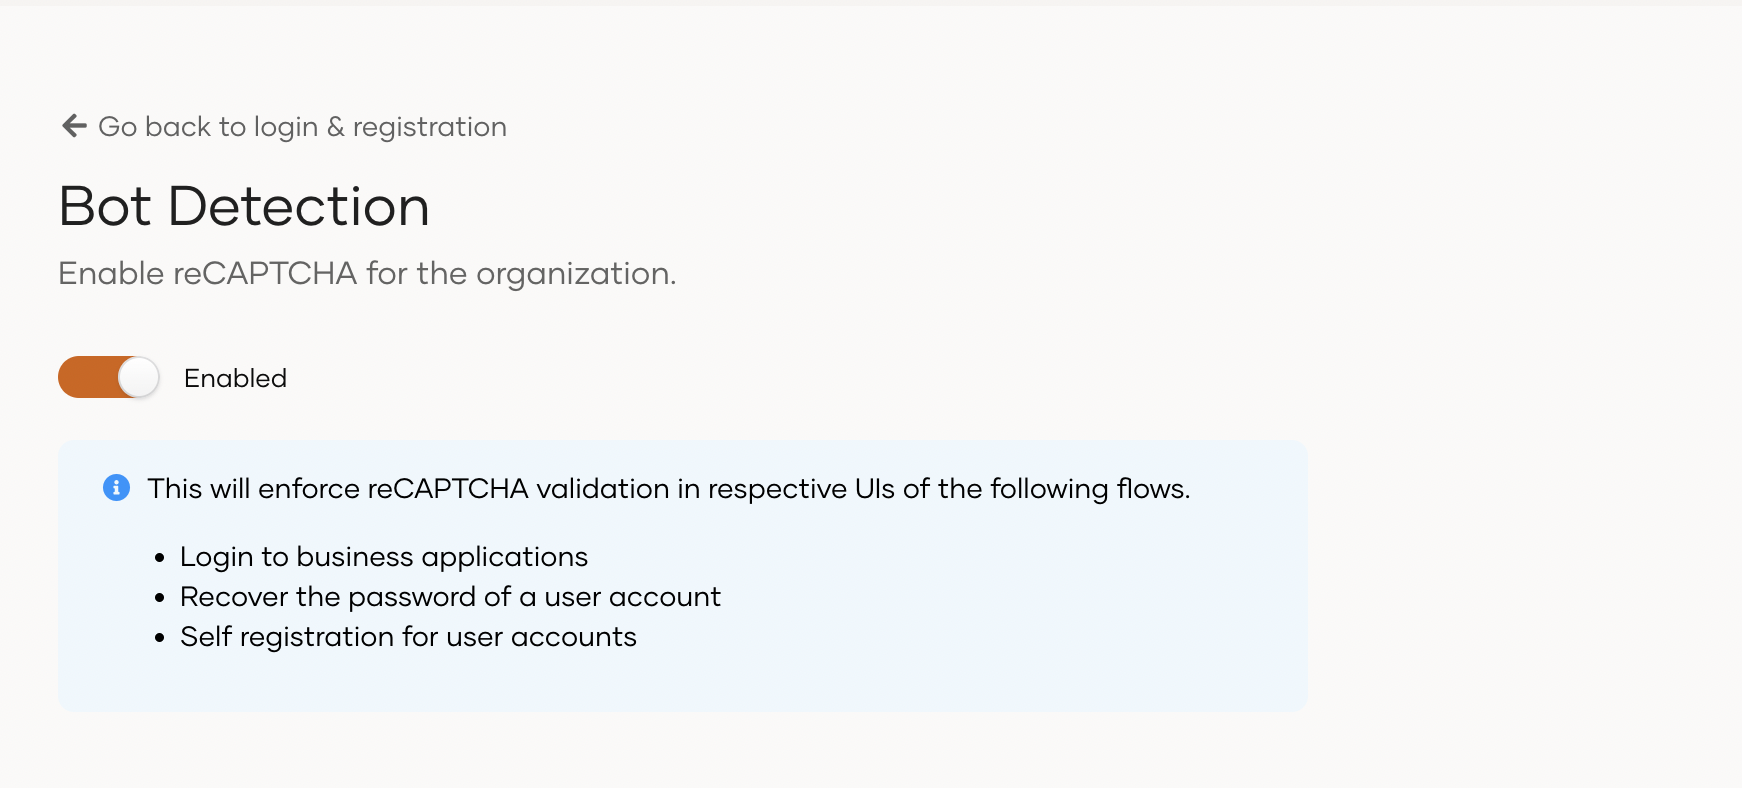 Go back to login & registration
Bot Detection
Enable reCAPTCHA for the organization.
Enabled
This will enforce reCAPTCHA validation in respective UIs of the following flows.
Login to business applications
Recover the password of a user account
Self registration for user accounts